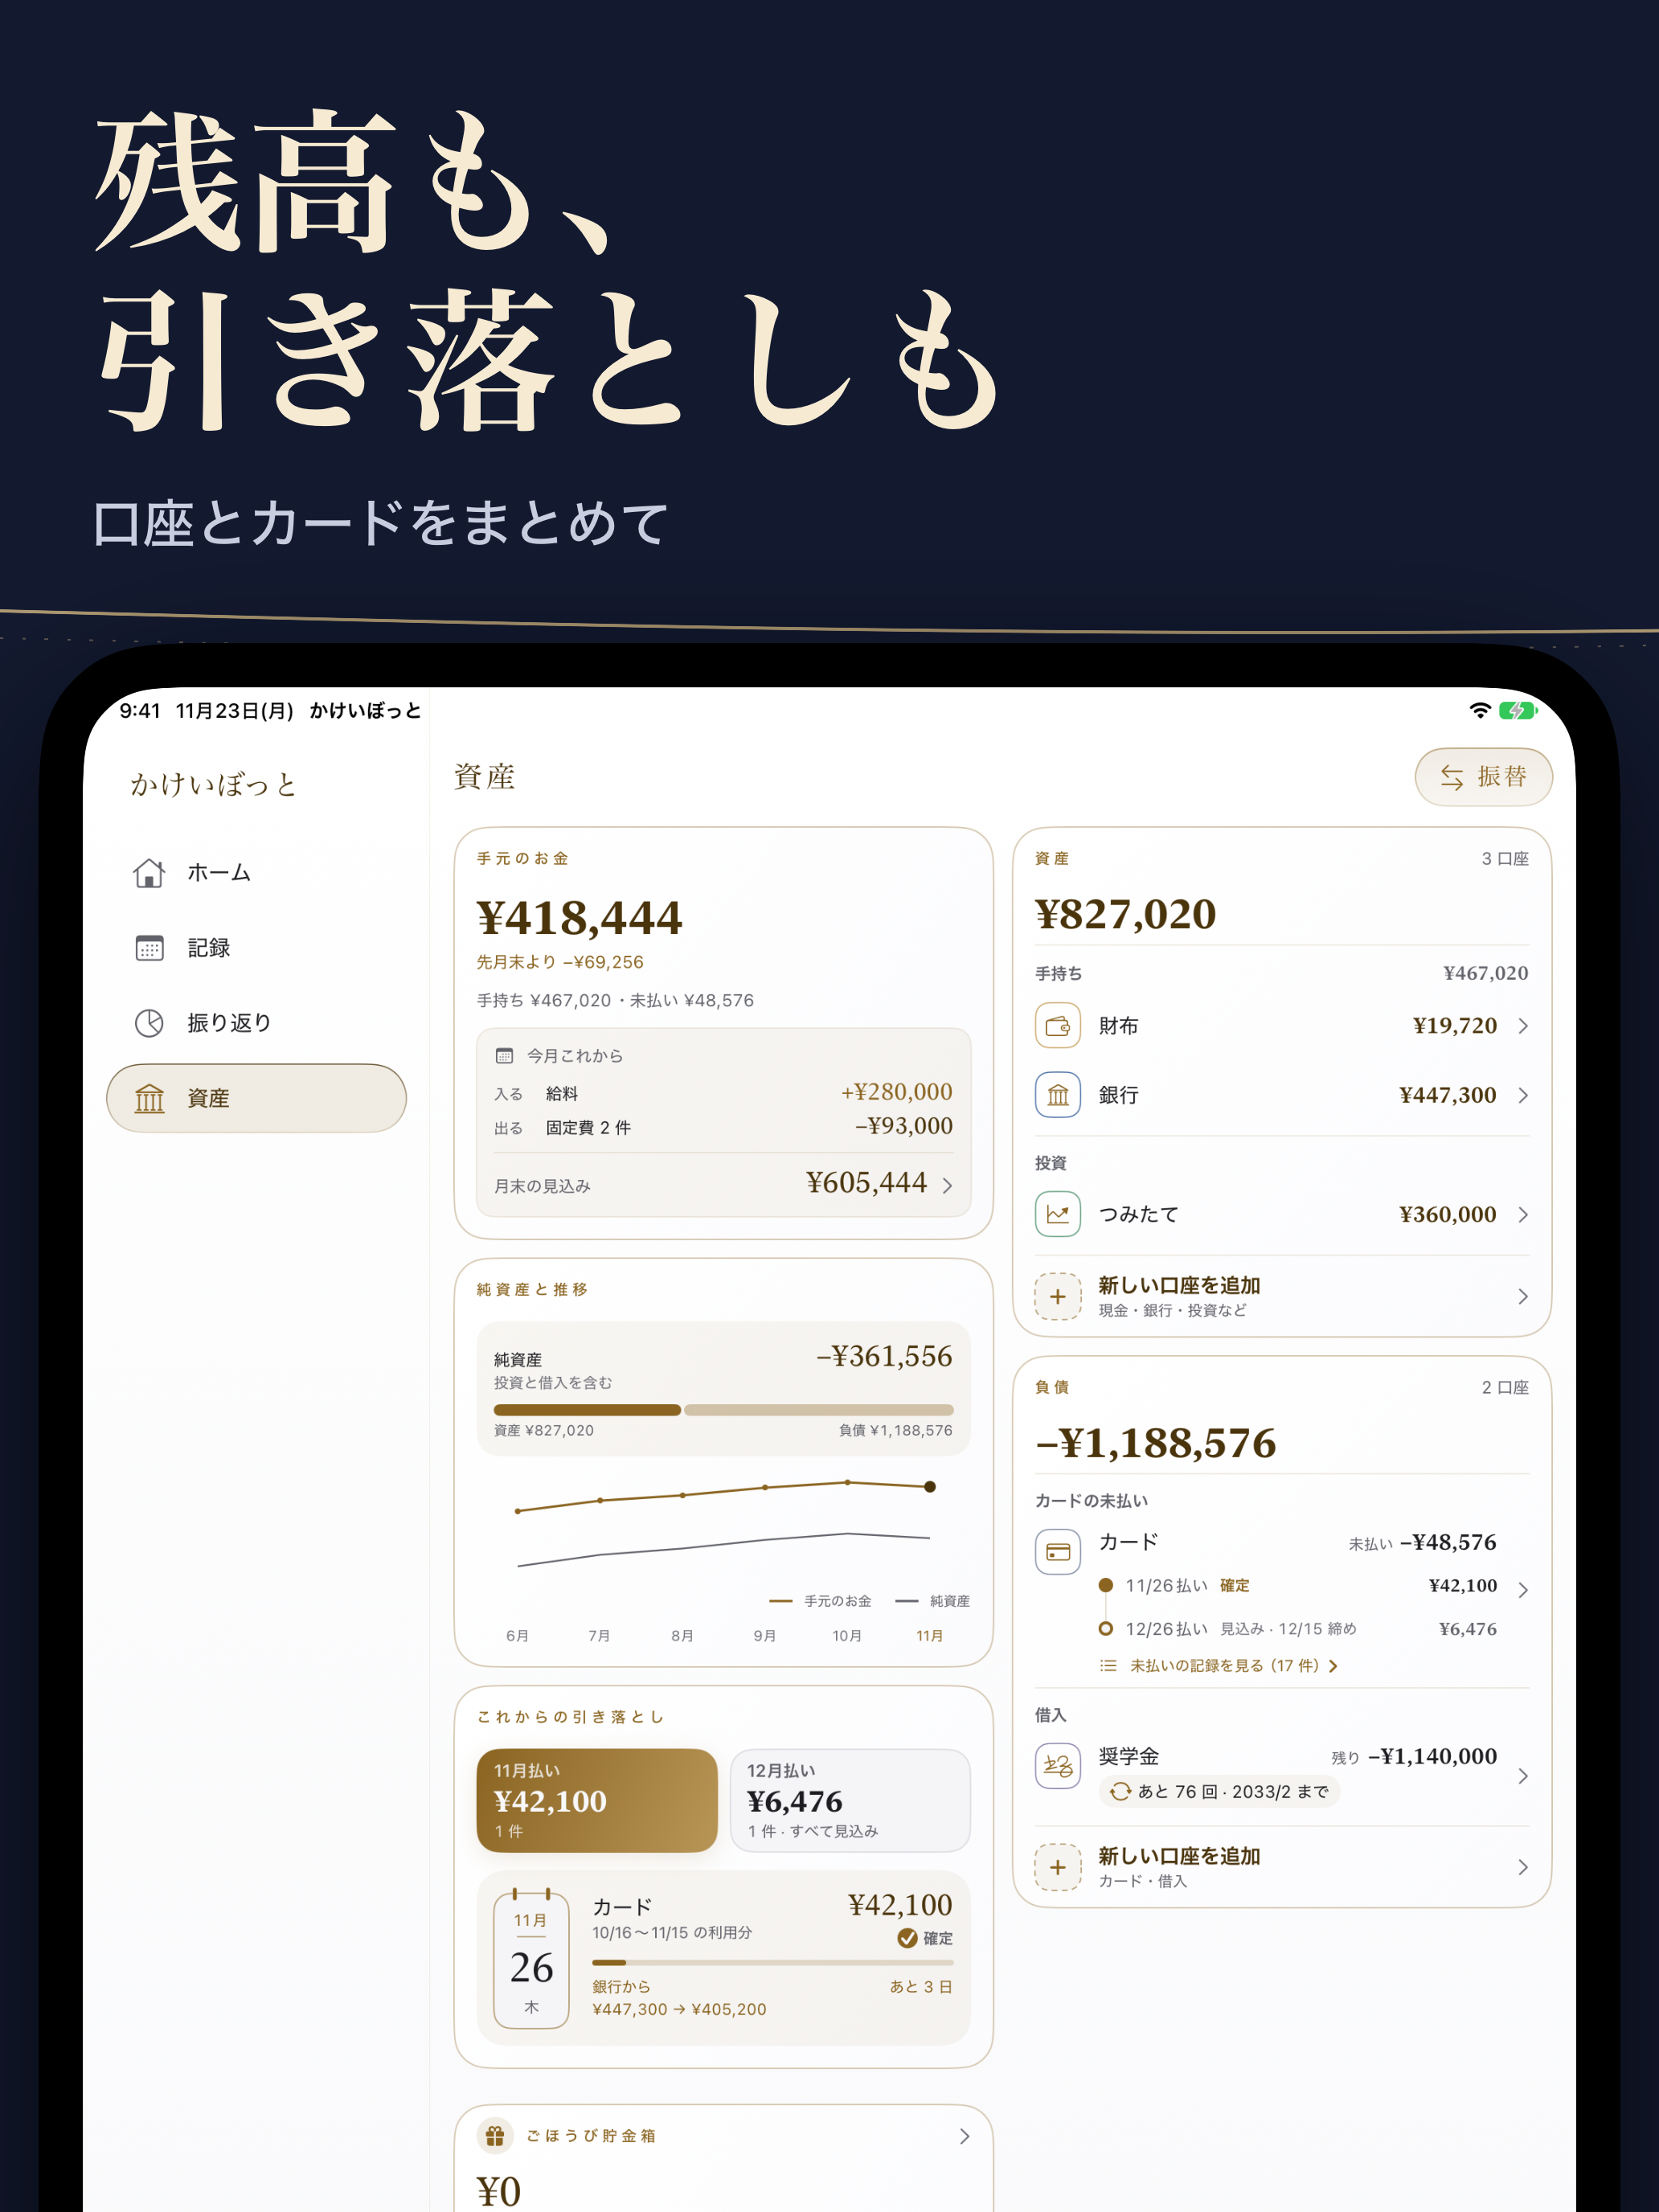 残高も、
引き落としも
口座とカードをまとめて
9:41 11月23日(月) かけいぼっと
かけいぼっと
ホーム
記録
振り返り
資産
資産
振替
手元のお金
¥418,444
先月末より −¥69,256
手持ち ¥467,020・未払い ¥48,576
今月これから
入る 給料 +¥280,000
出る 固定費 2 件 −¥93,000
月末の見込み ¥605,444
純資産と推移
純資産 −¥361,556
投資と借入を含む
資産 ¥827,020 負債 ¥1,188,576
手元のお金 純資産
6月 7月 8月 9月 10月 11月
これからの引き落とし
11月払い
¥42,100
1 件
12月払い
¥6,476
1 件 · すべて見込み
11月
26
木
カード ¥42,100
10/16〜11/15 の利用分 確定
銀行から あと 3 日
¥447,300 → ¥405,200
ごほうび貯金箱
¥0
資産 3 口座
¥827,020
手持ち ¥467,020
財布 ¥19,720
銀行 ¥447,300
投資
つみたて ¥360,000
新しい口座を追加
現金・銀行・投資など
負債 2 口座
−¥1,188,576
カードの未払い
カード 未払い −¥48,576
11/26払い 確定 ¥42,100
12/26払い 見込み · 12/15 締め ¥6,476
未払いの記録を見る（17 件）
借入
奨学金 残り −¥1,140,000
あと 76 回 · 2033/2 まで
新しい口座を追加
カード・借入